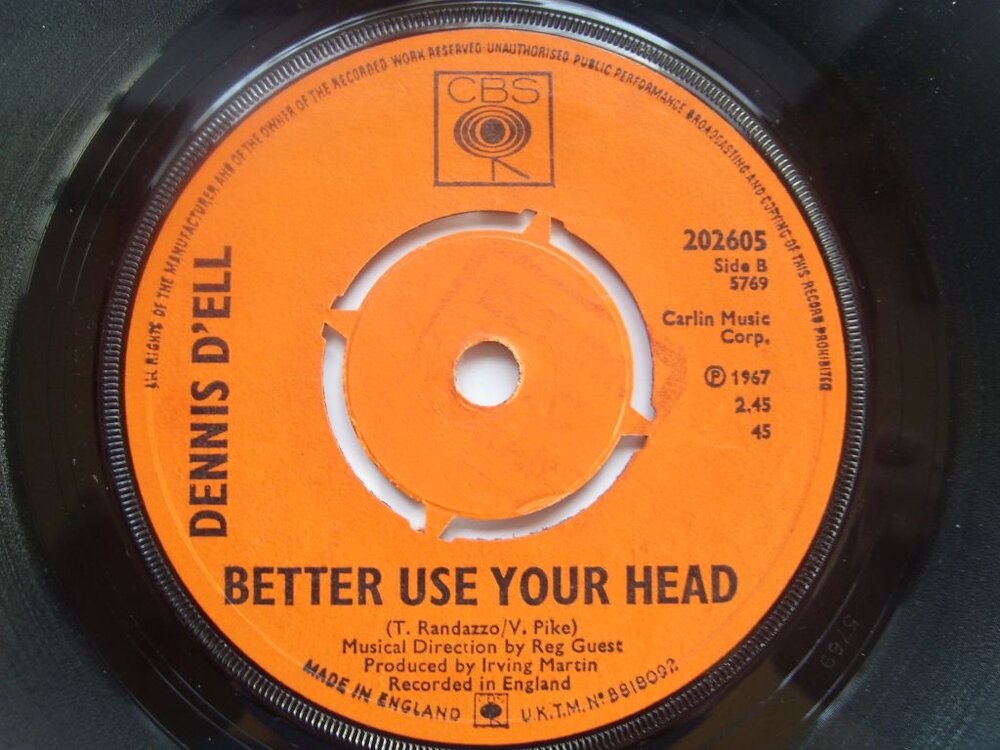 ALL RIGHTS OF THE MANUFACTURER AND OF THE OWNER OF THE RECORDED WORK RESERVED UNAUTHORISED PUBLIC PERFORMANCE BROADCASTING AND COPYING OF THIS RECORD PROHIBITED
CBS
202605
Side B
5769
Carlin Music
Corp.
℗ 1967
2.45
45
DENNIS D'ELL
BETTER USE YOUR HEAD
(T. Randazzo/V. Pike)
Musical Direction by Reg Guest
Produced by Irving Martin
Recorded in England
MADE IN ENGLAND CBS U.K.T.M. Nº B818092
5769